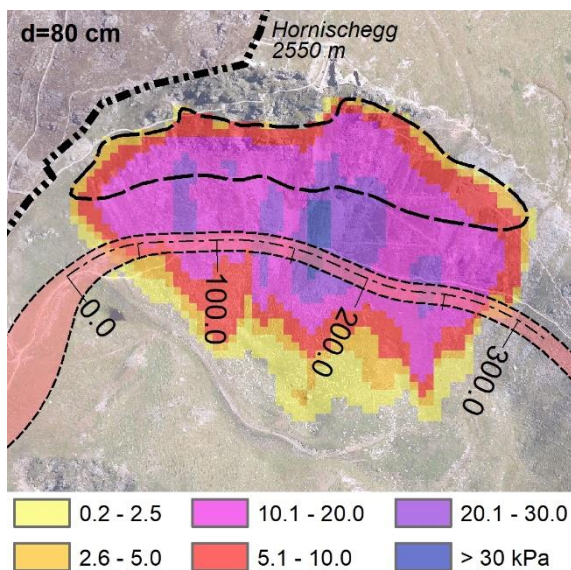 d=80 cm
Hornischegg
2550 m
0.0
100.0
200.0
300.0
0.2 - 2.5
10.1 - 20.0
20.1 - 30.0
2.6 - 5.0
5.1 - 10.0
> 30 kPa